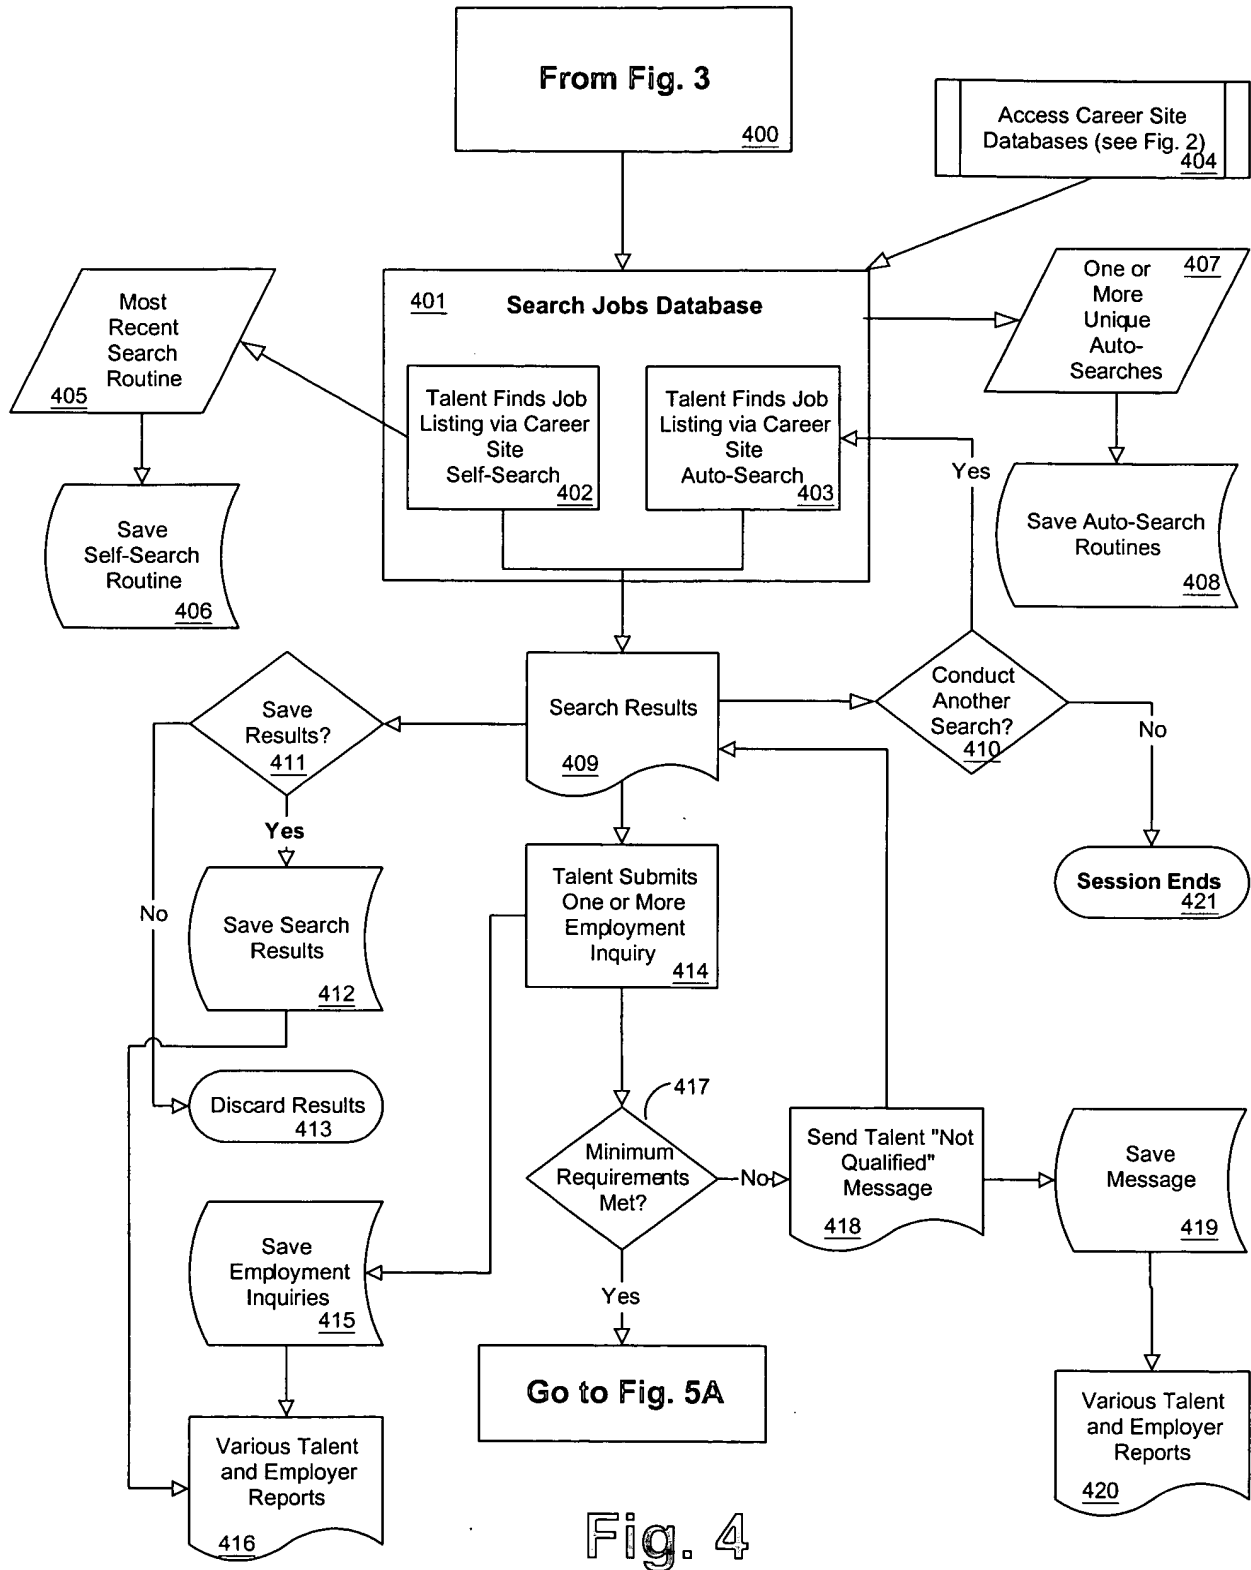 From Fig. 3
400
Access Career Site
Databases (see Fig. 2)
404
401
Search Jobs Database
407
One or
More
Unique
Auto-
Searches
Most
Recent
Search
Routine
405
Talent Finds Job
Listing via Career
Site
Self-Search
402
Talent Finds Job
Listing via Career
Site
Auto-Search
403
Yes
Save
Self-Search
Routine
406
Save Auto-Search
Routines
408
Save
Results?
411
Search Results
409
Conduct
Another
Search?
410
No
Yes
Session Ends
421
No
Save Search
Results
412
Talent Submits
One or More
Employment
Inquiry
414
Discard Results
413
417
Minimum
Requirements
Met?
No
Send Talent "Not
Qualified"
Message
418
Save
Message
419
Save
Employment
Inquiries
415
Yes
Go to Fig. 5A
Various Talent
and Employer
Reports
416
Various Talent
and Employer
Reports
420
Fig. 4